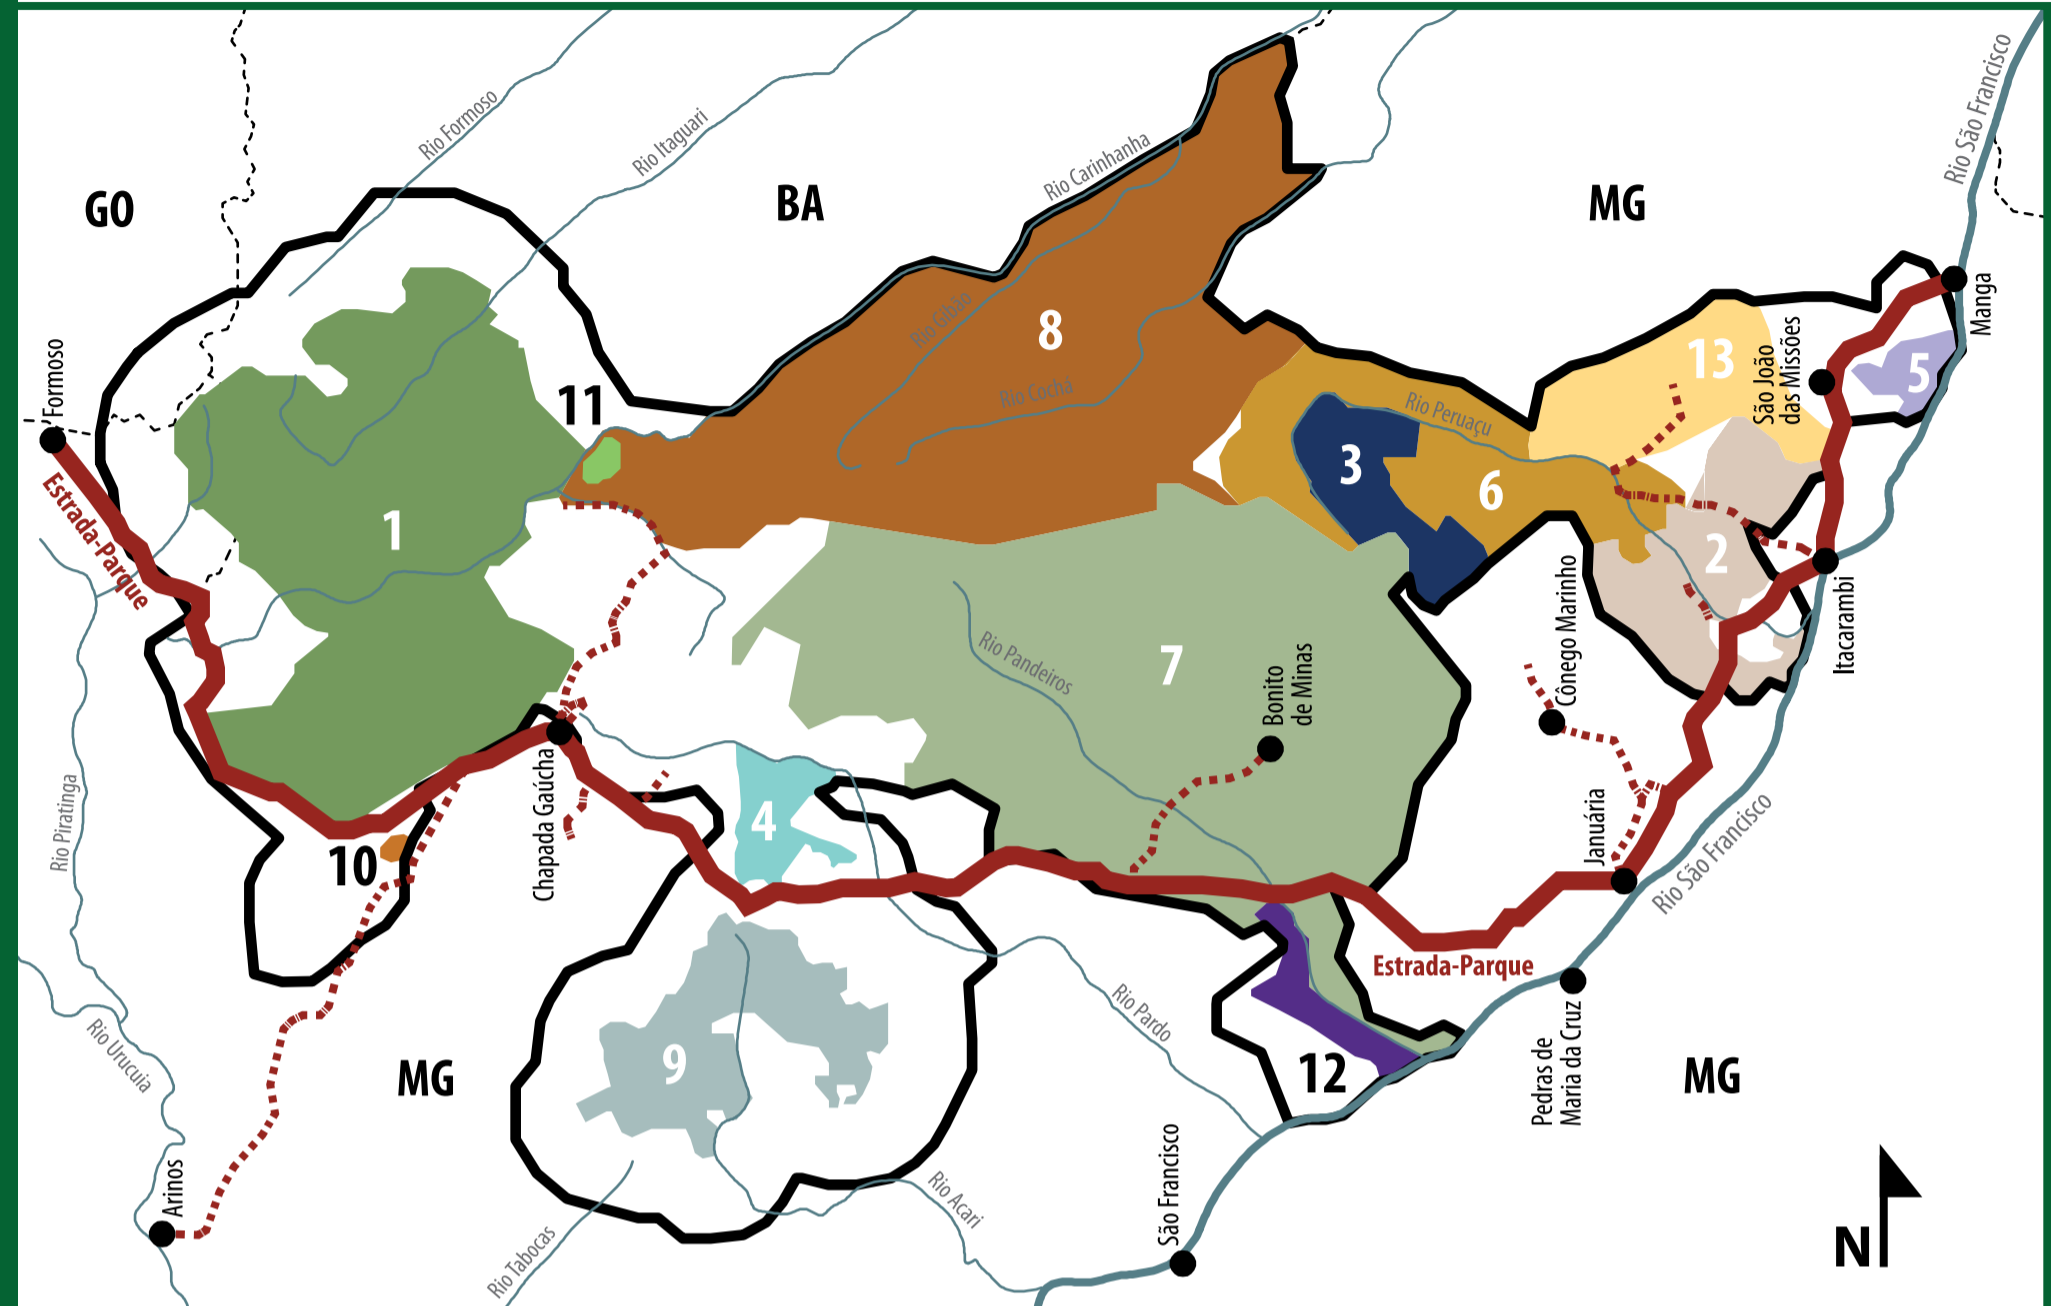 Rio Formoso
Rio Itaguari
Rio Carinhanha
Rio São Francisco
GO
BA
MG
Rio Gibão
8
Manga
Formoso
11
Rio Cochá
Rio Peruaçu
13
São João
das Missões
5
Estrada-Parque
1
3
6
2
Cônego Marinho
Itacarambi
Rio Pandeiros
7
Bonito
de Minas
Rio Piratinga
Chapada Gaúcha
4
Januária
Rio São Francisco
10
Estrada-Parque
Rio Urucuia
MG
9
Rio Pardo
12
Pedras de
Maria da Cruz
MG
Arinos
Rio Tabocas
Rio Acari
São Francisco
N